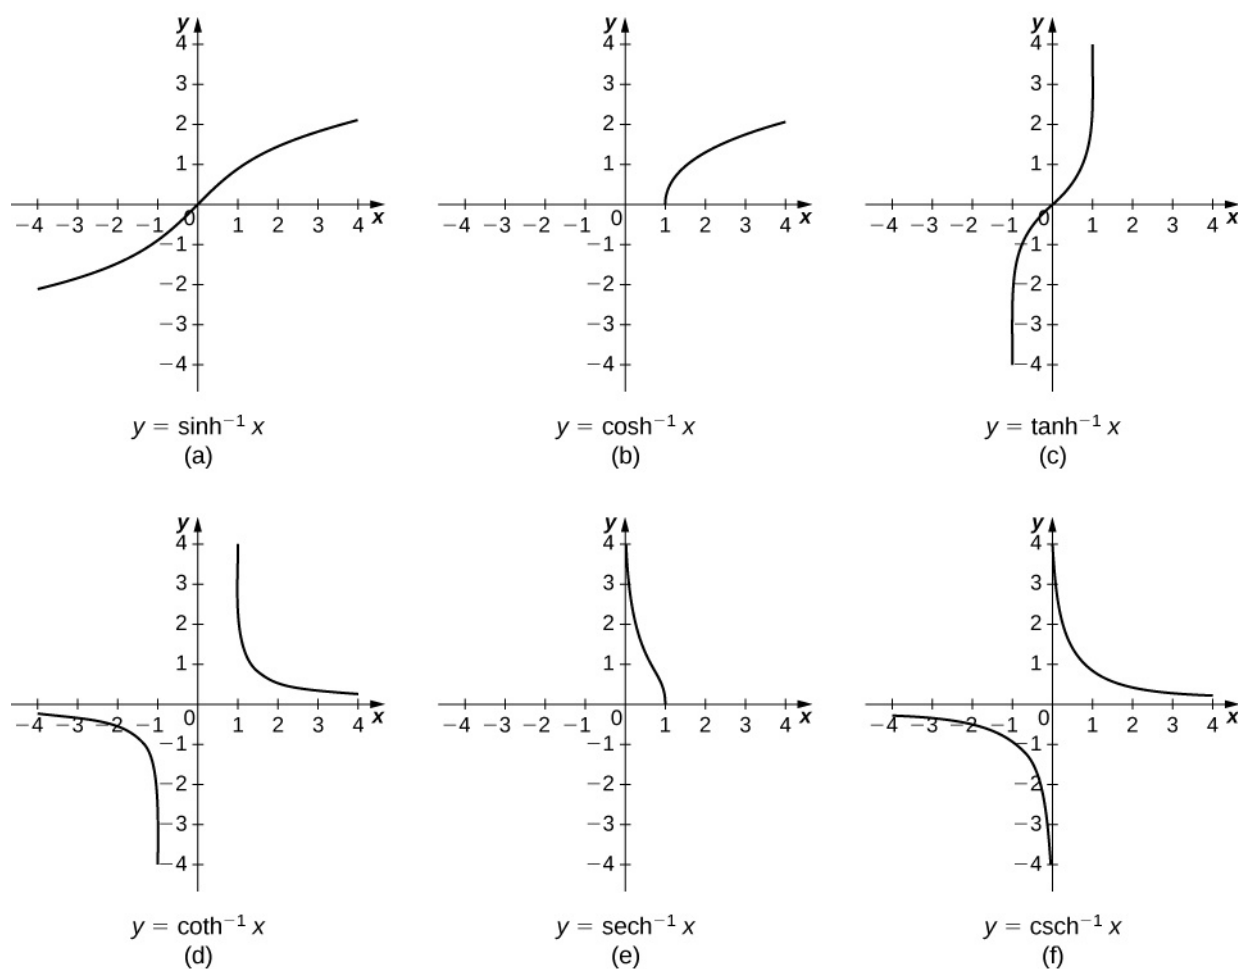 y y y
4 4 4
3 3 3
2 2 2
1 1 1
−4 −3 −2 −1 0 1 2 3 4 x −4 −3 −2 −1 0 1 2 3 4 x −4 −3 −2 −1 0 1 2 3 4 x
−1 −1 −1
−2 −2 −2
−3 −3 −3
−4 −4 −4
y = sinh⁻¹ x y = cosh⁻¹ x y = tanh⁻¹ x
(a) (b) (c)
y y y
4 4 4
3 3 3
2 2 2
1 1 1
−4 −3 −2 −1 0 1 2 3 4 x −4 −3 −2 −1 0 1 2 3 4 x −4 −3 −2 −1 0 1 2 3 4 x
−1 −1 −1
−2 −2 −2
−3 −3 −3
−4 −4 −4
y = coth⁻¹ x y = sech⁻¹ x y = csch⁻¹ x
(d) (e) (f)